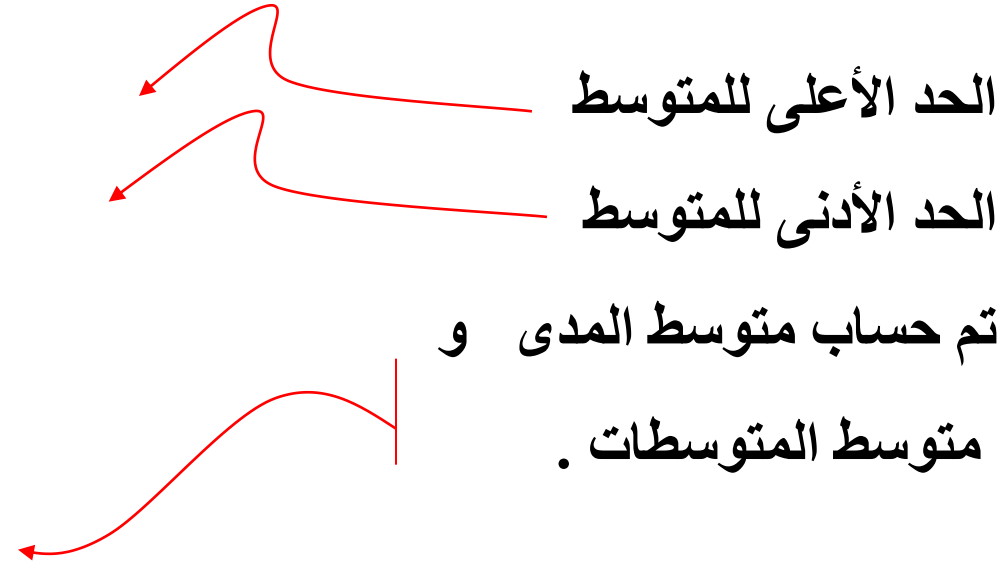 الحد الأعلى للمتوسط
الحد الأدنى للمتوسط
تم حساب متوسط المدى و
متوسط المتوسطات .